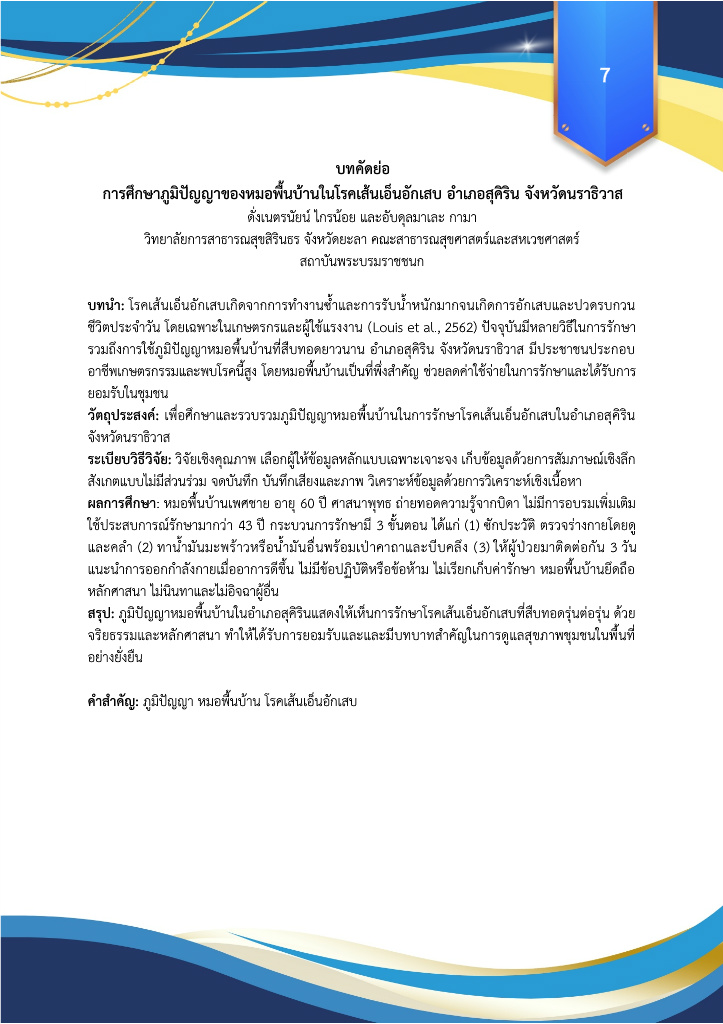 7
บทคัดย่อ
การศึกษาภูมิปัญญาของหมอพื้นบ้านในโรคเส้นเอ็นอักเสบ อำเภอสุคิริน จังหวัดนราธิวาส
ดั่งเนตรนัยน์ ไกรน้อย และอับดุลมาเละ กามา
วิทยาลัยการสาธารณสุขสิรินธร จังหวัดยะลา คณะสาธารณสุขศาสตร์และสหเวชศาสตร์
สถาบันพระบรมราชชนก
บทนำ: โรคเส้นเอ็นอักเสบเกิดจากการทำงานซ้ำและการรับน้ำหนักมากจนเกิดการอักเสบและปวดรบกวน
ชีวิตประจำวัน โดยเฉพาะในเกษตรกรและผู้ใช้แรงงาน (Louis et al., 2562) ปัจจุบันมีหลายวิธีในการรักษา
รวมถึงการใช้ภูมิปัญญาหมอพื้นบ้านที่สืบทอดยาวนาน อำเภอสุคิริน จังหวัดนราธิวาส มีประชาชนประกอบ
อาชีพเกษตรกรรมและพบโรคนี้สูง โดยหมอพื้นบ้านเป็นที่พึ่งสำคัญ ช่วยลดค่าใช้จ่ายในการรักษาและได้รับการ
ยอมรับในชุมชน
วัตถุประสงค์: เพื่อศึกษาและรวบรวมภูมิปัญญาหมอพื้นบ้านในการรักษาโรคเส้นเอ็นอักเสบในอำเภอสุคิริน
จังหวัดนราธิวาส
ระเบียบวิธีวิจัย: วิจัยเชิงคุณภาพ เลือกผู้ให้ข้อมูลหลักแบบเฉพาะเจาะจง เก็บข้อมูลด้วยการสัมภาษณ์เชิงลึก
สังเกตแบบไม่มีส่วนร่วม จดบันทึก บันทึกเสียงและภาพ วิเคราะห์ข้อมูลด้วยการวิเคราะห์เชิงเนื้อหา
ผลการศึกษา: หมอพื้นบ้านเพศชาย อายุ 60 ปี ศาสนาพุทธ ถ่ายทอดความรู้จากบิดา ไม่มีการอบรมเพิ่มเติม
ใช้ประสบการณ์รักษามากว่า 43 ปี กระบวนการรักษามี 3 ขั้นตอน ได้แก่ (1) ซักประวัติ ตรวจร่างกายโดยดู
และคลำ (2) ทาน้ำมันมะพร้าวหรือน้ำมันอื่นพร้อมเป่าคาถาและบีบคลึง (3) ให้ผู้ป่วยมาติดต่อกัน 3 วัน
แนะนำการออกกำลังกายเมื่ออาการดีขึ้น ไม่มีข้อปฏิบัติหรือข้อห้าม ไม่เรียกเก็บค่ารักษา หมอพื้นบ้านยึดถือ
หลักศาสนา ไม่นินทาและไม่อิจฉาผู้อื่น
สรุป: ภูมิปัญญาหมอพื้นบ้านในอำเภอสุคิรินแสดงให้เห็นการรักษาโรคเส้นเอ็นอักเสบที่สืบทอดรุ่นต่อรุ่น ด้วย
จริยธรรมและหลักศาสนา ทำให้ได้รับการยอมรับและและมีบทบาทสำคัญในการดูแลสุขภาพชุมชนในพื้นที่
อย่างยั่งยืน
คำสำคัญ: ภูมิปัญญา หมอพื้นบ้าน โรคเส้นเอ็นอักเสบ